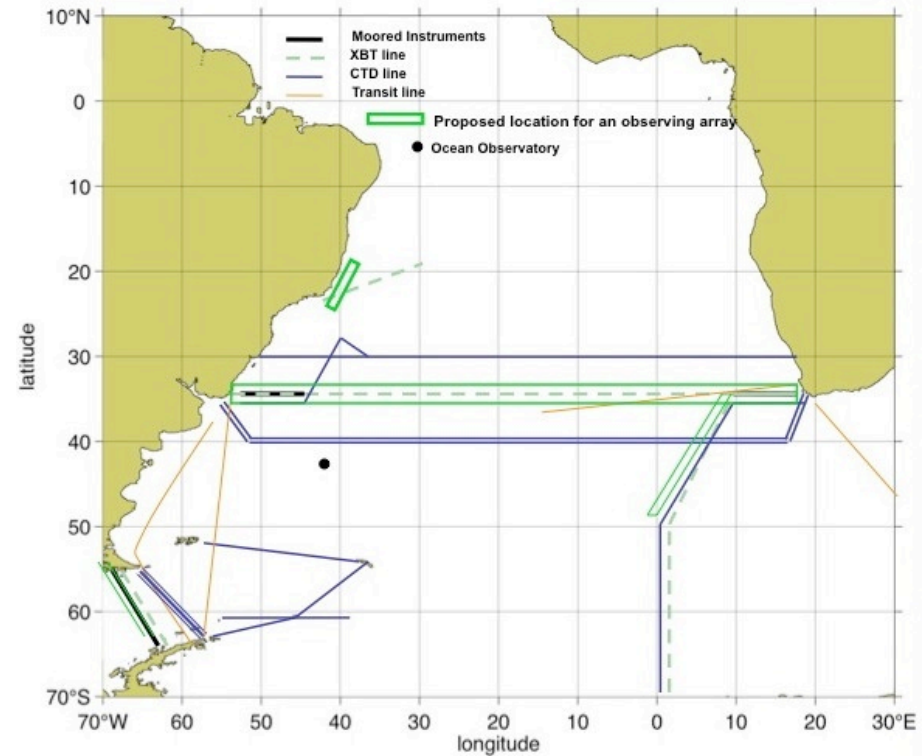 10°N
Moored Instruments
XBT line
CTD line
Transit line
0
Proposed location for an observing array
Ocean Observatory
10
20
latitude
30
40
50
60
70°S
70°W 60 50 40 30 20 10 0 10 20 30°E
longitude